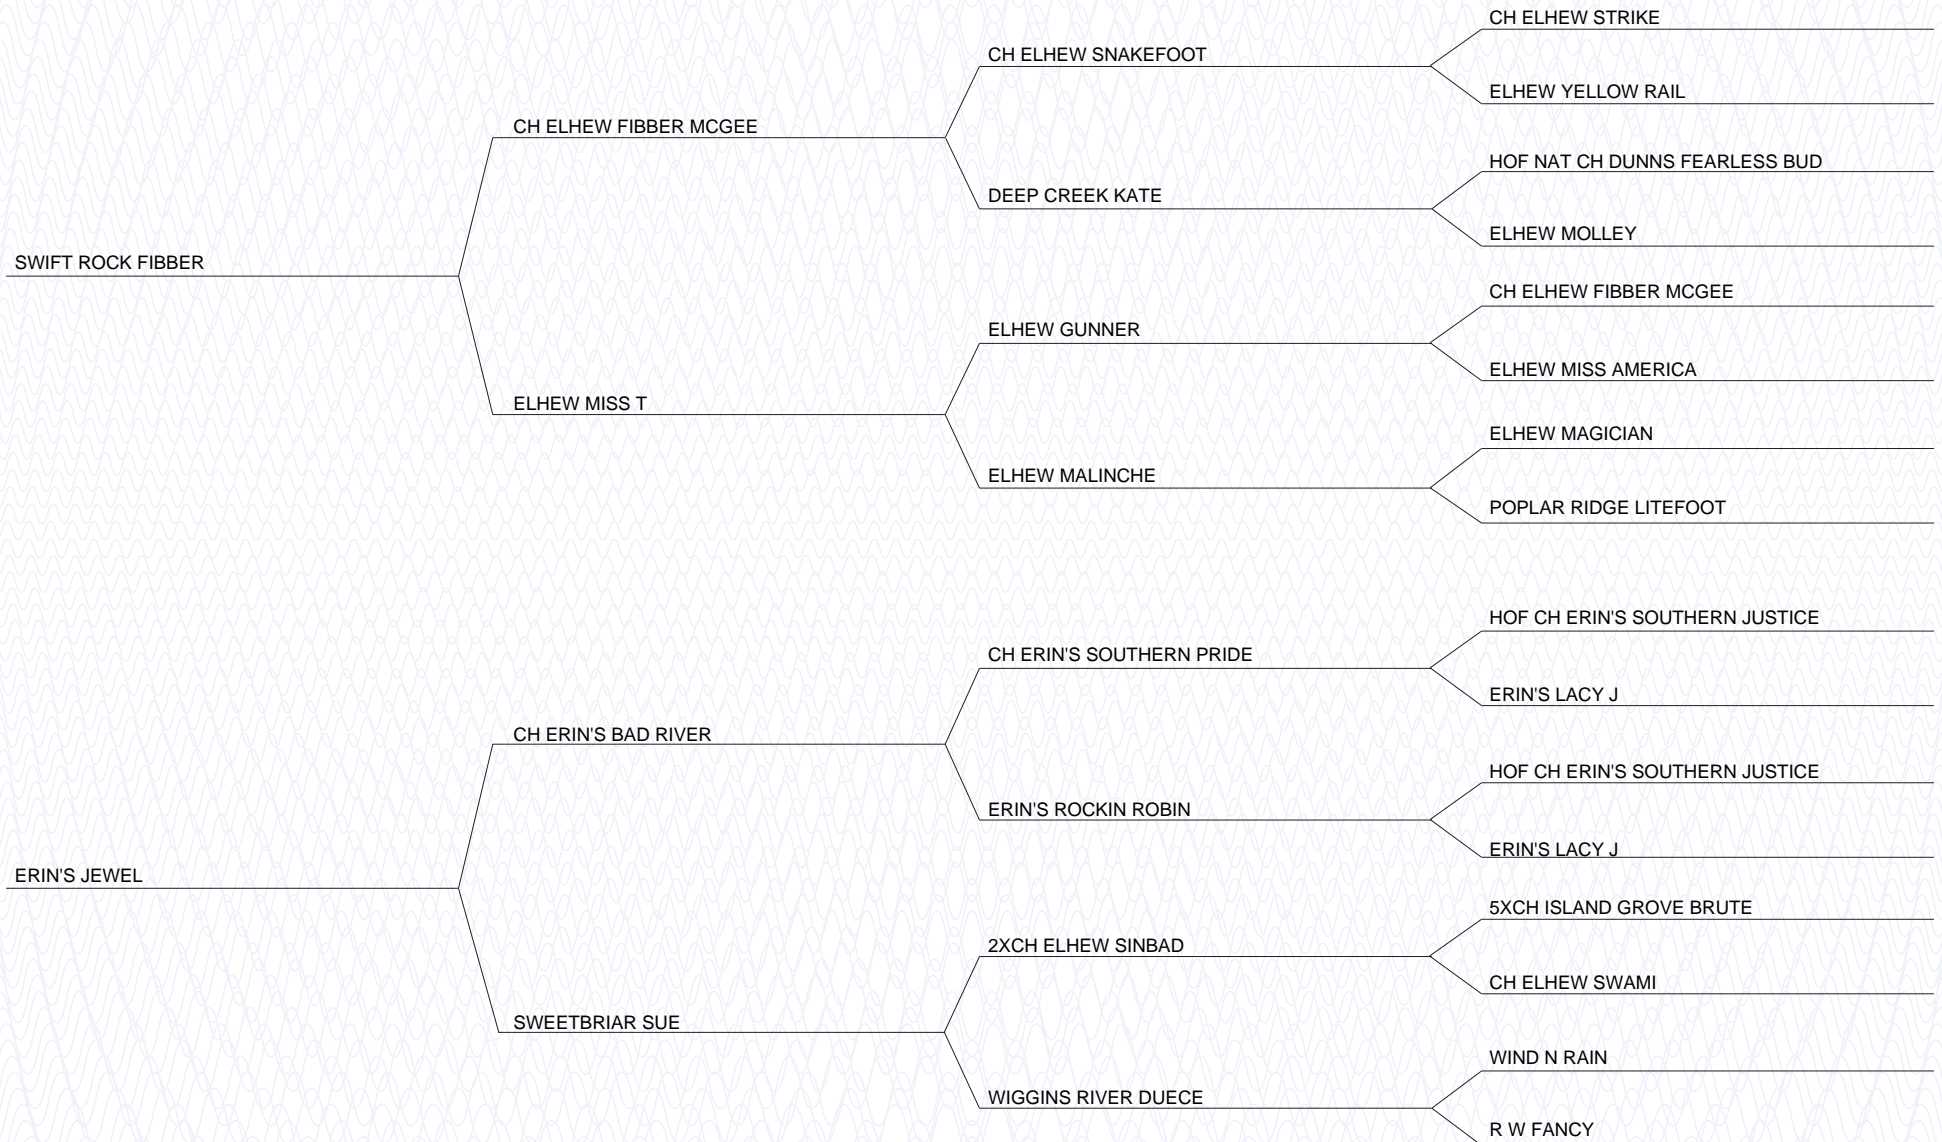 CH ELHEW STRIKE
CH ELHEW SNAKEFOOT
ELHEW YELLOW RAIL
CH ELHEW FIBBER MCGEE
HOF NAT CH DUNNS FEARLESS BUD
DEEP CREEK KATE
ELHEW MOLLEY
SWIFT ROCK FIBBER
CH ELHEW FIBBER MCGEE
ELHEW GUNNER
ELHEW MISS AMERICA
ELHEW MISS T
ELHEW MAGICIAN
ELHEW MALINCHE
POPLAR RIDGE LITEFOOT
HOF CH ERIN'S SOUTHERN JUSTICE
CH ERIN'S SOUTHERN PRIDE
ERIN'S LACY J
CH ERIN'S BAD RIVER
HOF CH ERIN'S SOUTHERN JUSTICE
ERIN'S ROCKIN ROBIN
ERIN'S LACY J
ERIN'S JEWEL
5XCH ISLAND GROVE BRUTE
2XCH ELHEW SINBAD
CH ELHEW SWAMI
SWEETBRIAR SUE
WIND N RAIN
WIGGINS RIVER DUECE
R W FANCY